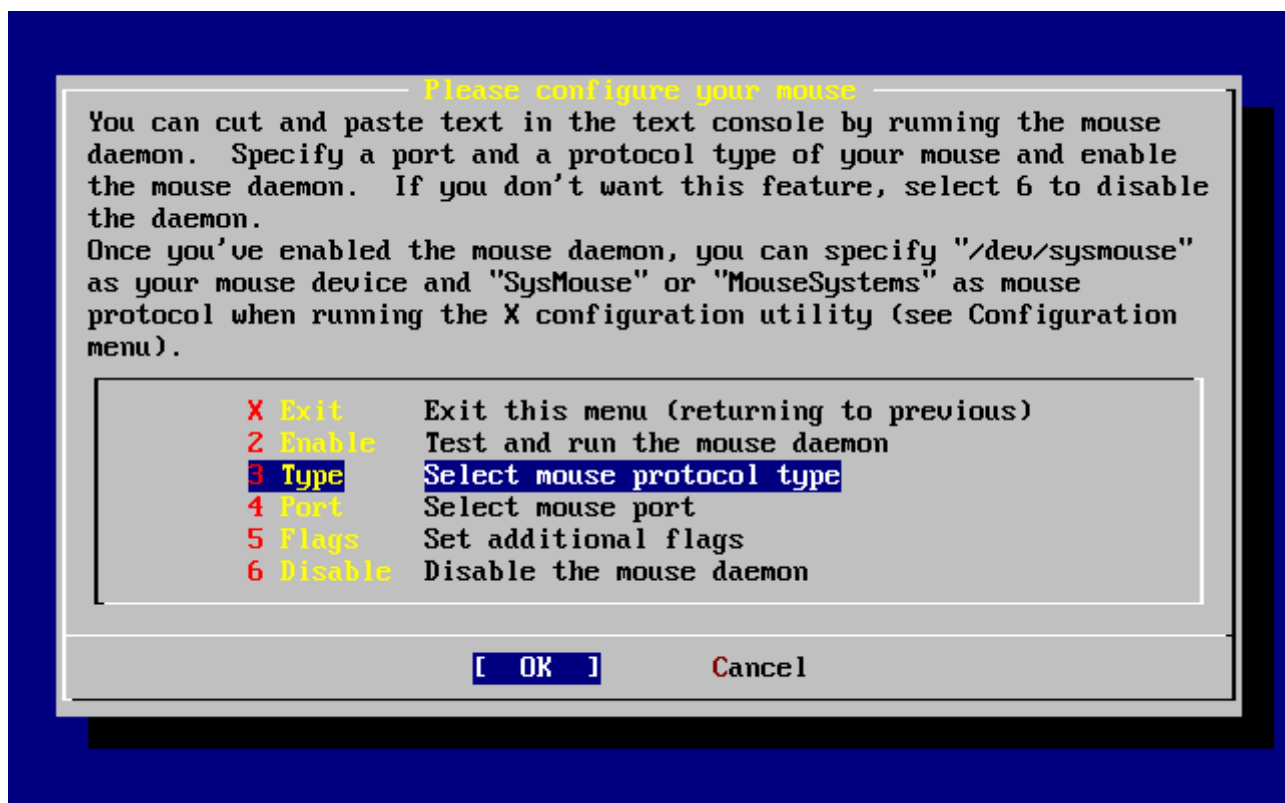 Please configure your mouse
You can cut and paste text in the text console by running the mouse
daemon.  Specify a port and a protocol type of your mouse and enable
the mouse daemon.  If you don't want this feature, select 6 to disable
the daemon.
Once you've enabled the mouse daemon, you can specify "/dev/sysmouse"
as your mouse device and "SysMouse" or "MouseSystems" as mouse
protocol when running the X configuration utility (see Configuration
menu).
X Exit     Exit this menu (returning to previous)
2 Enable   Test and run the mouse daemon
3 Type     Select mouse protocol type
4 Port     Select mouse port
5 Flags    Set additional flags
6 Disable  Disable the mouse daemon
[  OK  ]       Cancel